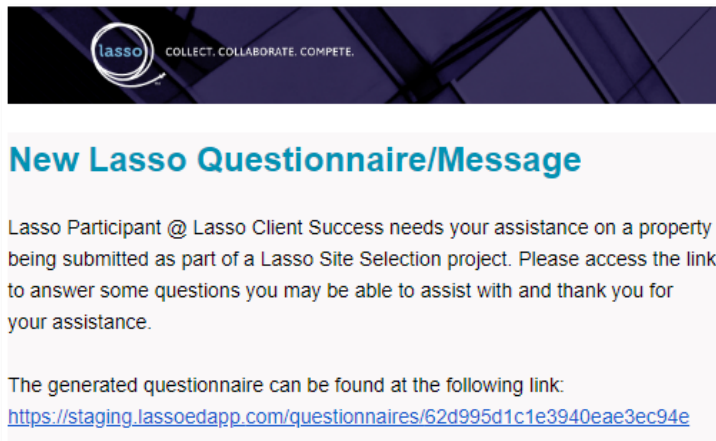 lasso COLLECT. COLLABORATE. COMPETE.
New Lasso Questionnaire/Message
Lasso Participant @ Lasso Client Success needs your assistance on a property
being submitted as part of a Lasso Site Selection project. Please access the link
to answer some questions you may be able to assist with and thank you for
your assistance.
The generated questionnaire can be found at the following link:
https://staging.lassoedapp.com/questionnaires/62d995d1c1e3940eae3ec94e